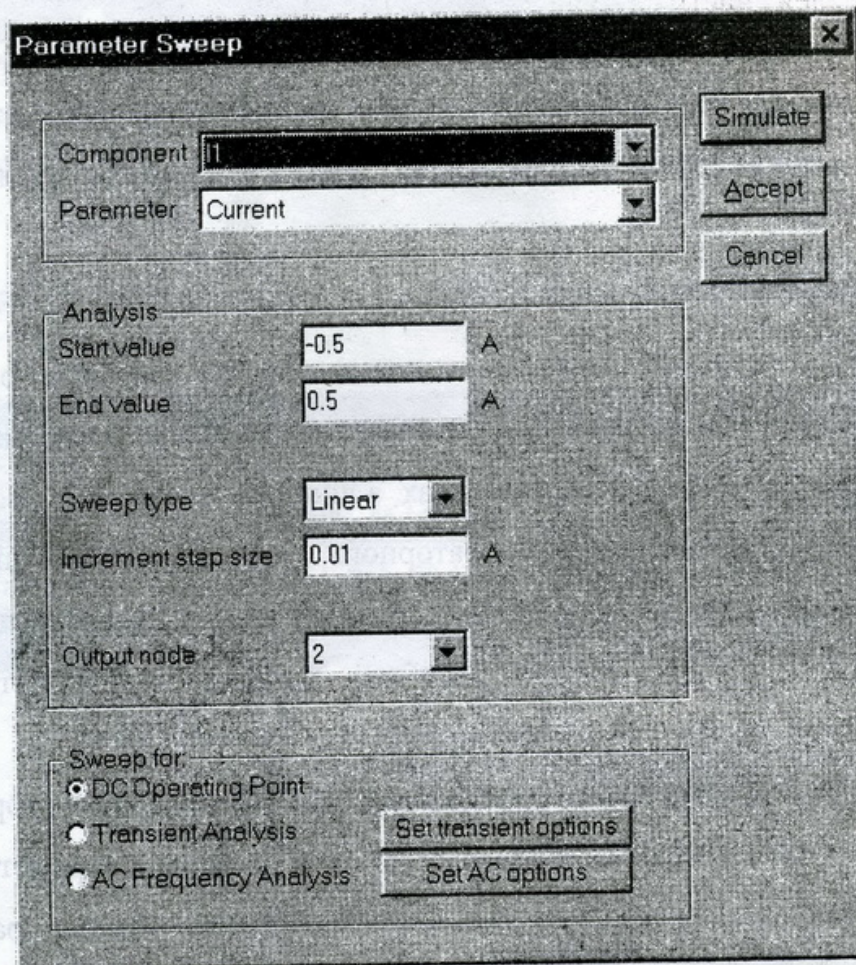 Parameter Sweep
Simulate
Component I1
Parameter Current
Accept
Cancel
Analysis
Start value -0.5 A
End value 0.5 A
Sweep type Linear
Increment step size 0.01 A
Output node 2
Sweep for:
DC Operating Point
Transient Analysis Set transient options
AC Frequency Analysis Set AC options